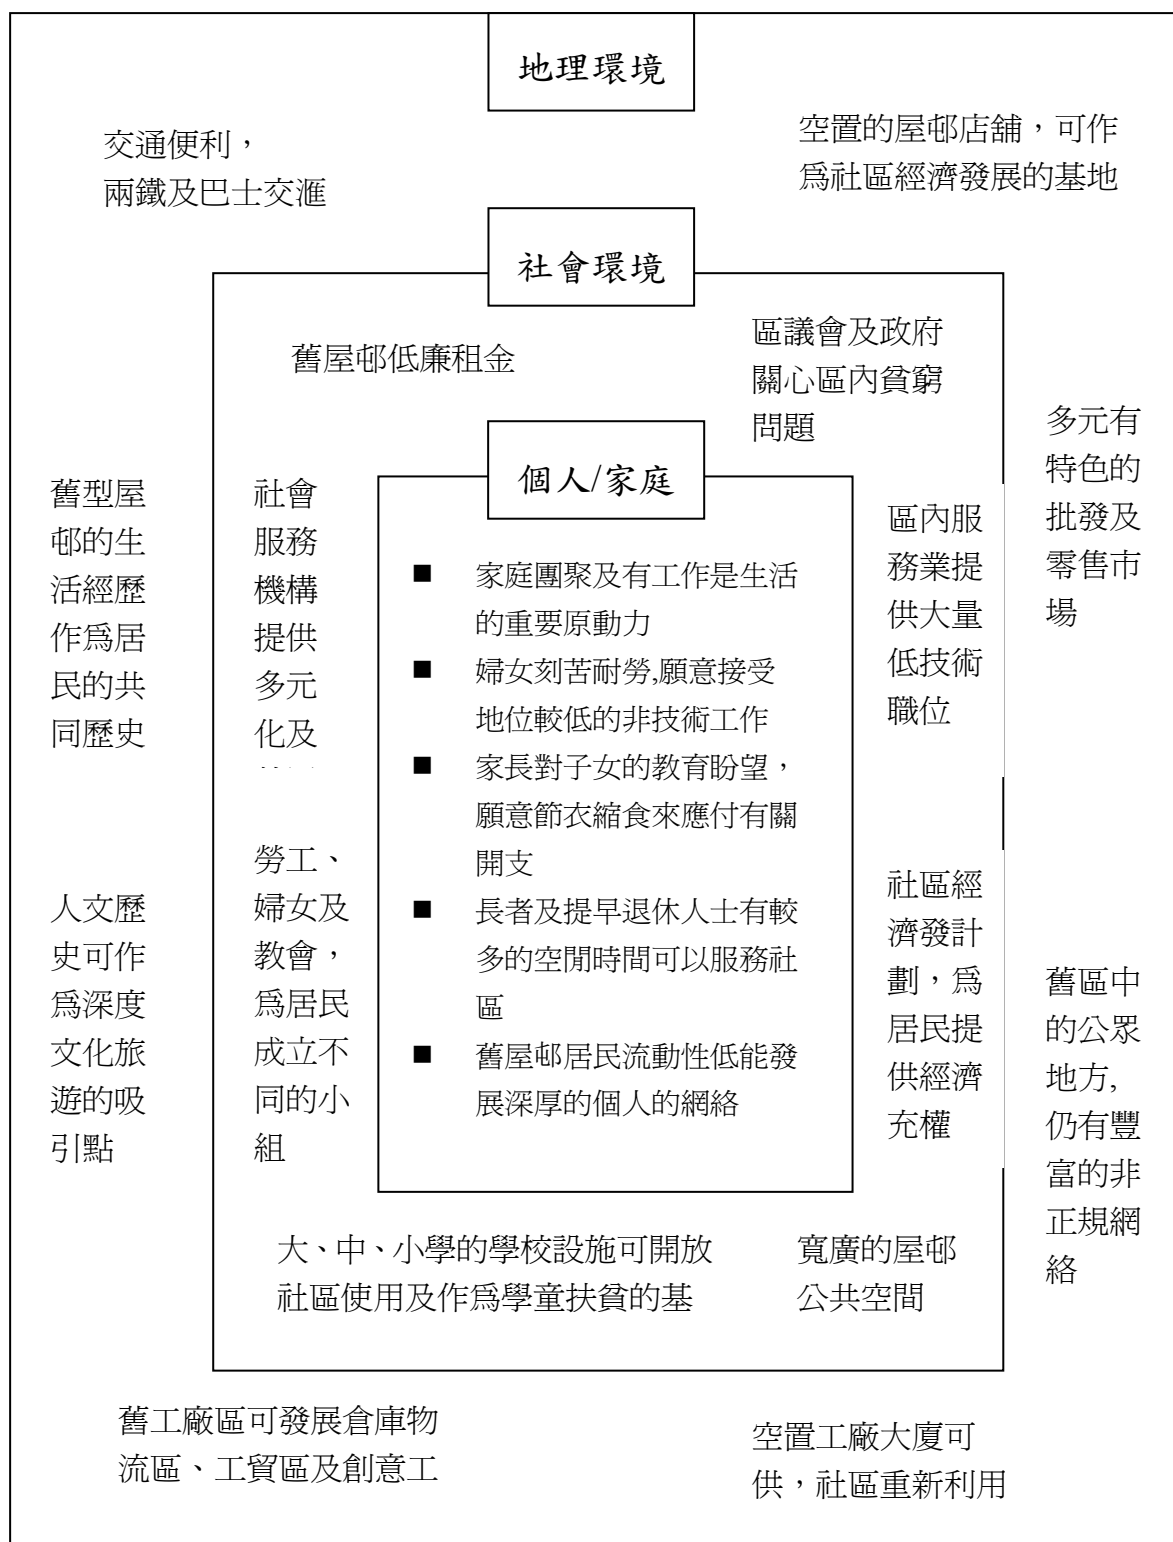 地理環境
交通便利，
兩鐵及巴士交滙
空置的屋邨店舖，可作
為社區經濟發展的基地
社會環境
舊屋邨低廉租金
區議會及政府
關心區內貧窮
問題
舊型屋
邨的生
活經歷
作為居
民的共
同歷史
社會
服務
機構
提供
多元
化及
個人/家庭
■ 家庭團聚及有工作是生活
的重要原動力
■ 婦女刻苦耐勞,願意接受
地位較低的非技術工作
■ 家長對子女的教育盼望，
願意節衣縮食來應付有關
開支
■ 長者及提早退休人士有較
多的空閒時間可以服務社
區
■ 舊屋邨居民流動性低能發
展深厚的個人的網絡
區內服
務業提
供大量
低技術
職位
多元有
特色的
批發及
零售市
場
人文歷
史可作
為深度
文化旅
遊的吸
引點
勞工、
婦女及
教會，
為居民
成立不
同的小
組
社區經
濟發計
劃，為
居民提
供經濟
充權
舊區中
的公眾
地方,
仍有豐
富的非
正規網
絡
大、中、小學的學校設施可開放
社區使用及作為學童扶貧的基
寬廣的屋邨
公共空間
舊工廠區可發展倉庫物
流區、工貿區及創意工
空置工廠大廈可
供，社區重新利用